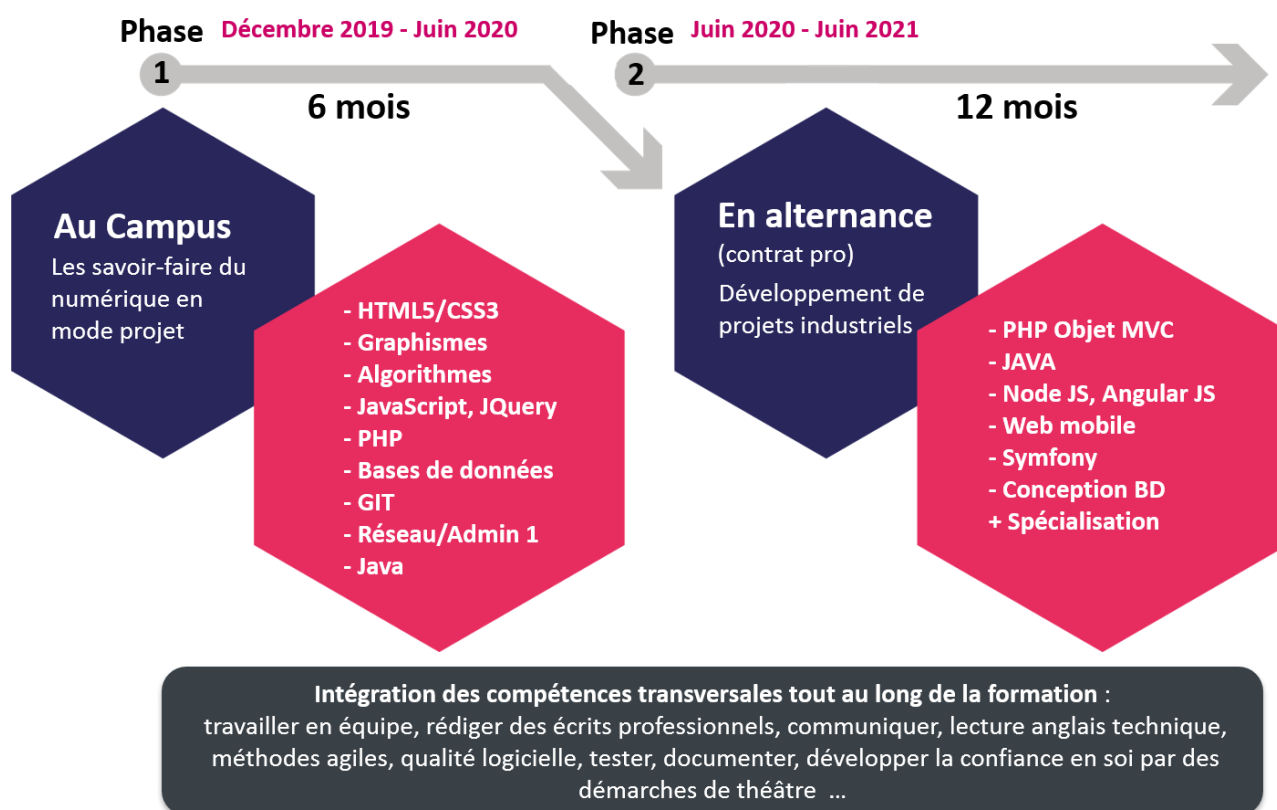 Phase Décembre 2019 - Juin 2020
1
6 mois
Au Campus
Les savoir-faire du
numérique en
mode projet
- HTML5/CSS3
- Graphismes
- Algorithmes
- JavaScript, JQuery
- PHP
- Bases de données
- GIT
- Réseau/Admin 1
- Java
Phase Juin 2020 - Juin 2021
2
12 mois
En alternance
(contrat pro)
Développement de
projets industriels
- PHP Objet MVC
- JAVA
- Node JS, Angular JS
- Web mobile
- Symfony
- Conception BD
+ Spécialisation
Intégration des compétences transversales tout au long de la formation :
travailler en équipe, rédiger des écrits professionnels, communiquer, lecture anglais technique,
méthodes agiles, qualité logicielle, tester, documenter, développer la confiance en soi par des
démarches de théâtre ...